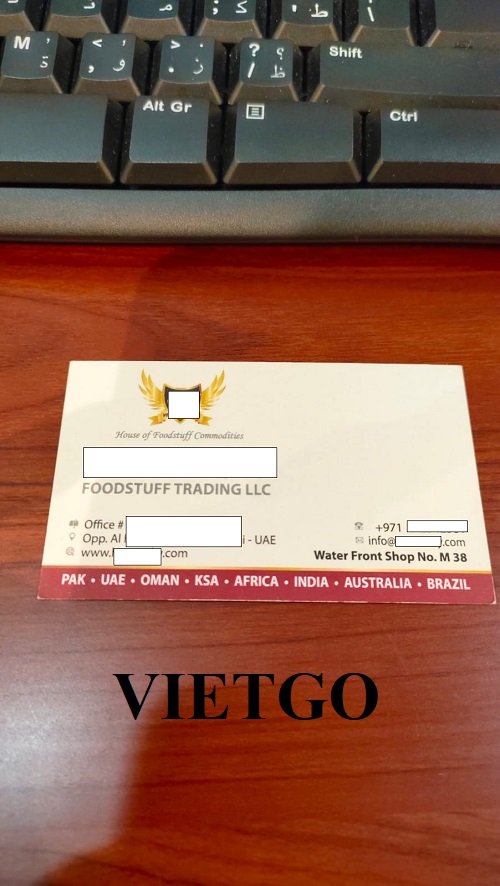 M
? ؟
/ ظ
Shift
Alt Gr
Ctrl
House of Foodstuff Commodities
FOODSTUFF TRADING LLC
Office #
Opp. Al
i - UAE
www.
.com
+971
info@
.com
Water Front Shop No. M 38
PAK • UAE • OMAN • KSA • AFRICA • INDIA • AUSTRALIA • BRAZIL
VIETGO